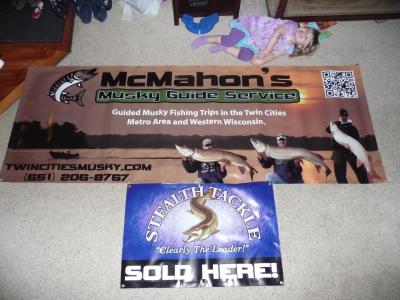 McMahon's
Musky Guide Service
Guided Musky Fishing Trips in the Twin Cities
Metro Area and Western Wisconsin.
TWINCITIESMUSKY.COM
(651) 206-8767
STEALTH TACKLE
"Clearly The Leader!"
SOLD HERE!